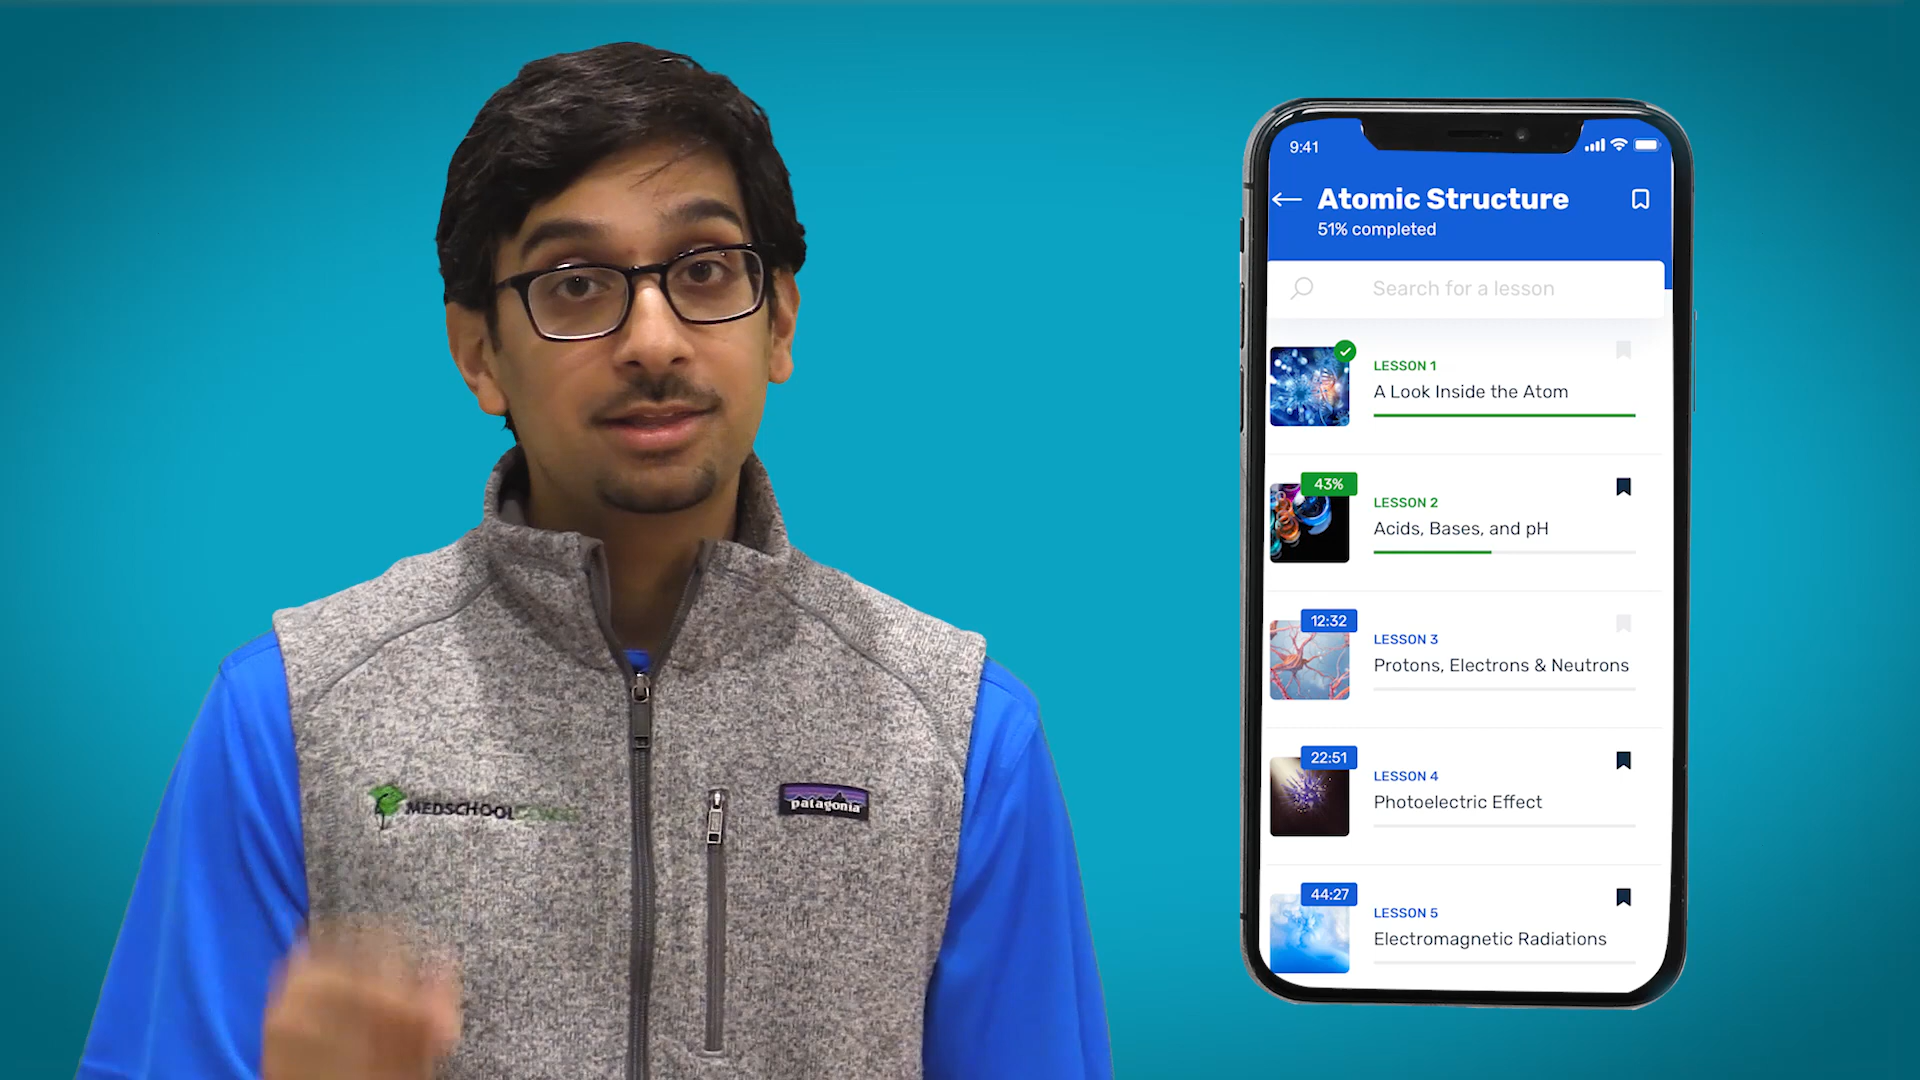 MEDSCHOOL
patagonia
9:41
Atomic Structure
51% completed
Search for a lesson
LESSON 1
A Look Inside the Atom
43%
LESSON 2
Acids, Bases, and pH
12:32
LESSON 3
Protons, Electrons & Neutrons
22:51
LESSON 4
Photoelectric Effect
44:27
LESSON 5
Electromagnetic Radiations